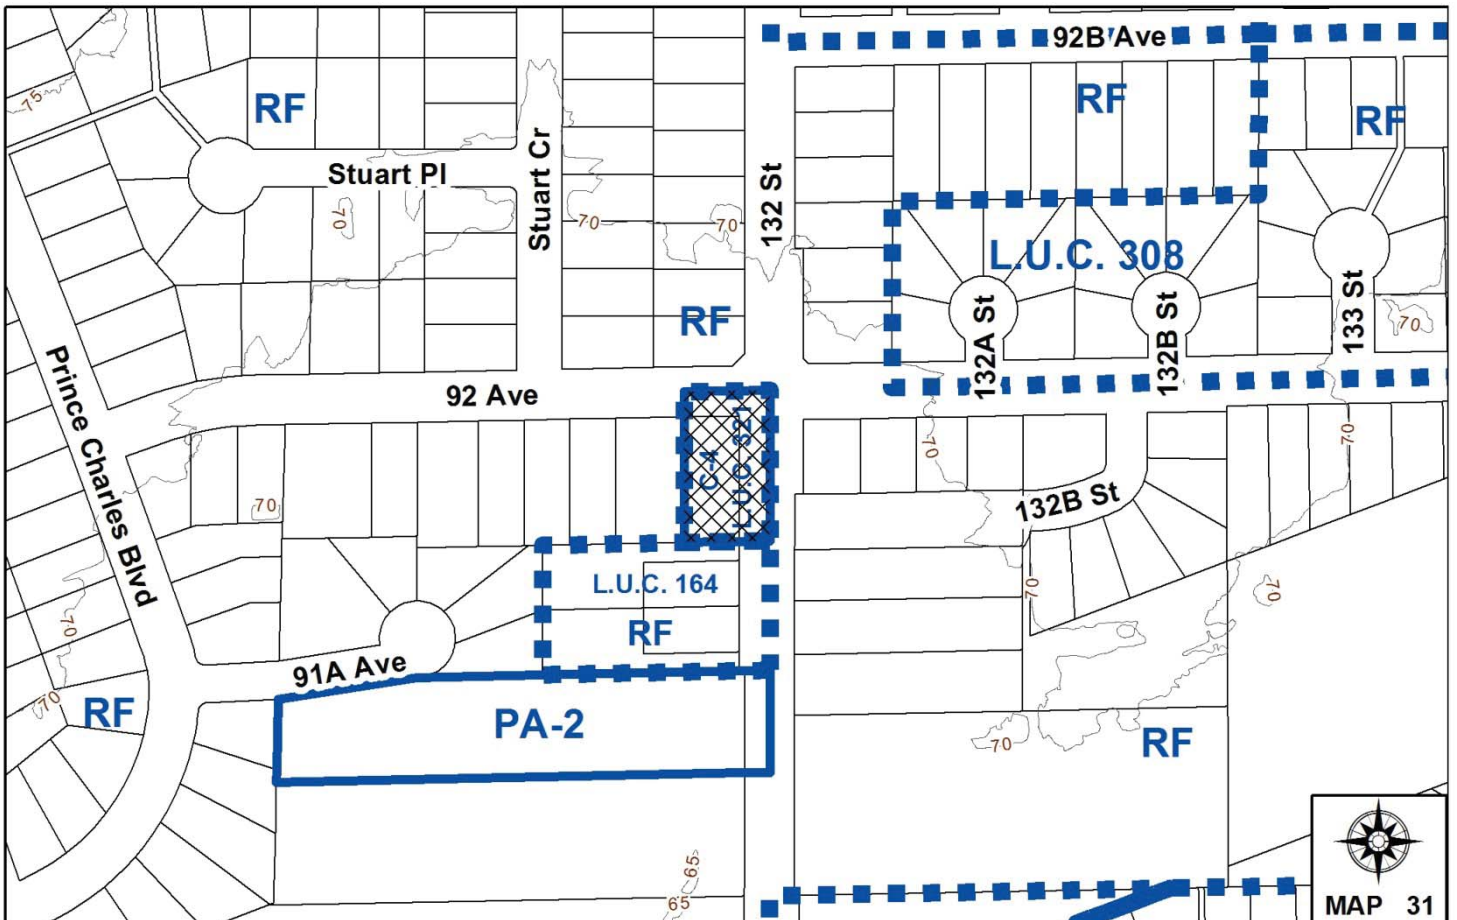 92B Ave
RF
RF
RF
75
Stuart Pl
Stuart Cr
132 St
70
70
70
L.U.C. 308
RF
132A St
132B St
133 St
70
Prince Charles Blvd
92 Ave
C-4
L.U.C. 321
70
70
70
132B St
L.U.C. 164
RF
70
70
70
91A Ave
RF
70
PA-2
70
RF
65
65
MAP 31